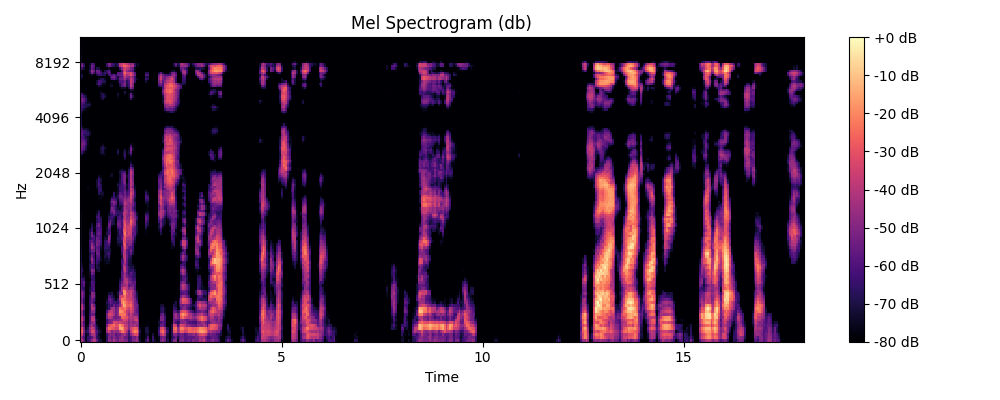 Mel Spectrogram (db)
Hz
8192
4096
2048
1024
512
0
0 5 10 15
Time
+0 dB
-10 dB
-20 dB
-30 dB
-40 dB
-50 dB
-60 dB
-70 dB
-80 dB